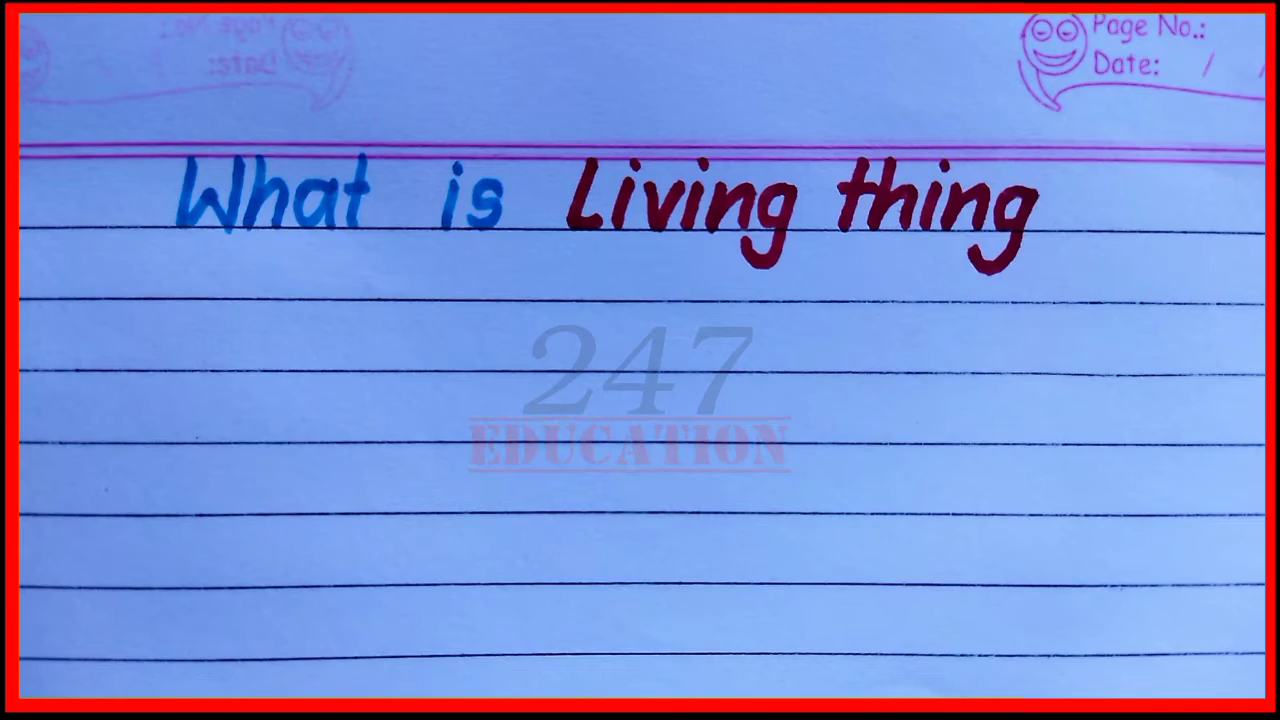 Page No.:
Date: / /
What is Living thing
247
EDUCATION